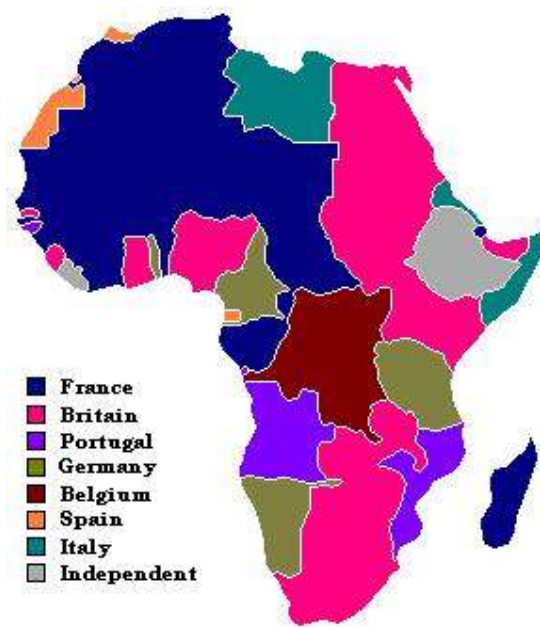 France
Britain
Portugal
Germany
Belgium
Spain
Italy
Independent